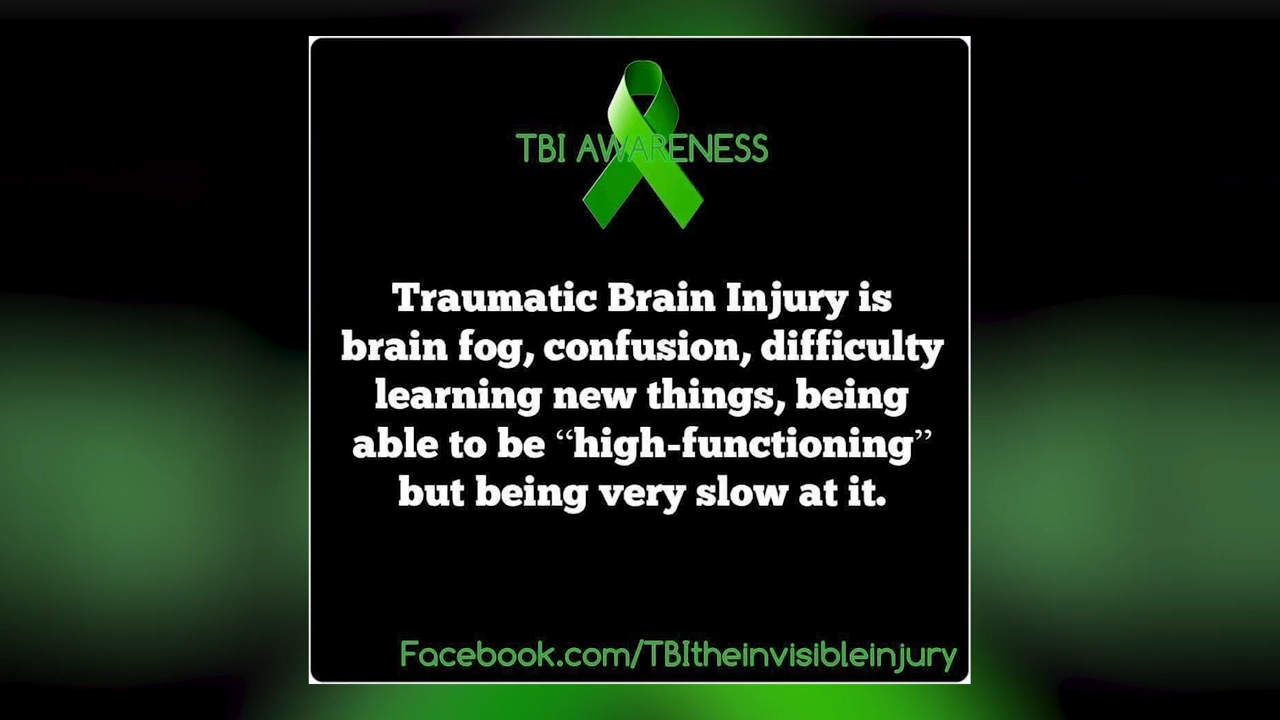 TBI AWARENESS
Traumatic Brain Injury is
brain fog, confusion, difficulty
learning new things, being
able to be “high-functioning”
but being very slow at it.
Facebook.com/TBItheinvisibleinjury